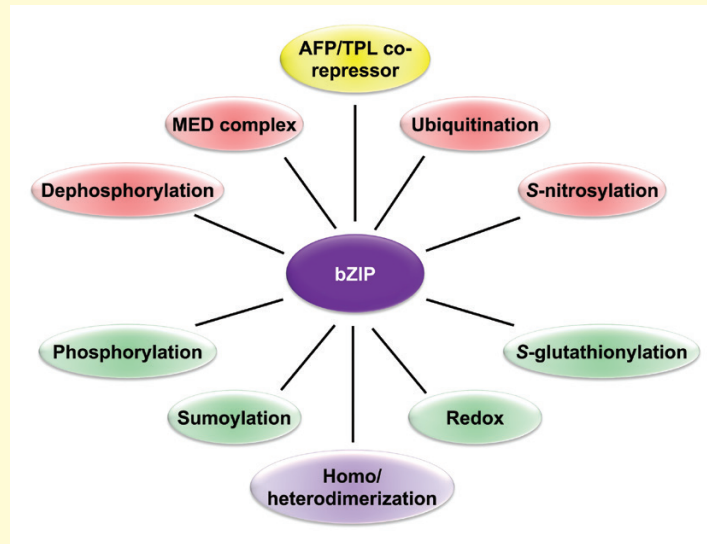 AFP/TPL co-
repressor
MED complex
Ubiquitination
Dephosphorylation
S-nitrosylation
bZIP
Phosphorylation
S-glutathionylation
Sumoylation
Redox
Homo/
heterodimerization